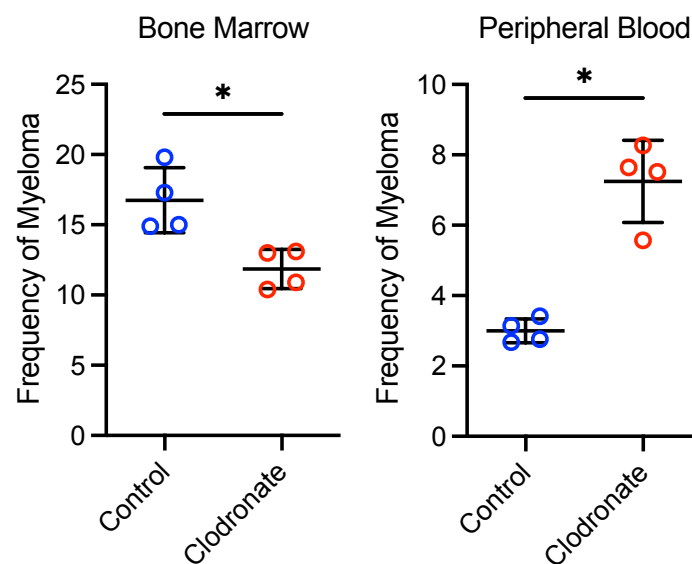 Bone Marrow
*
Frequency of Myeloma
25
20
15
10
5
0
Control
Clodronate
Peripheral Blood
*
Frequency of Myeloma
10
8
6
4
2
0
Control
Clodronate